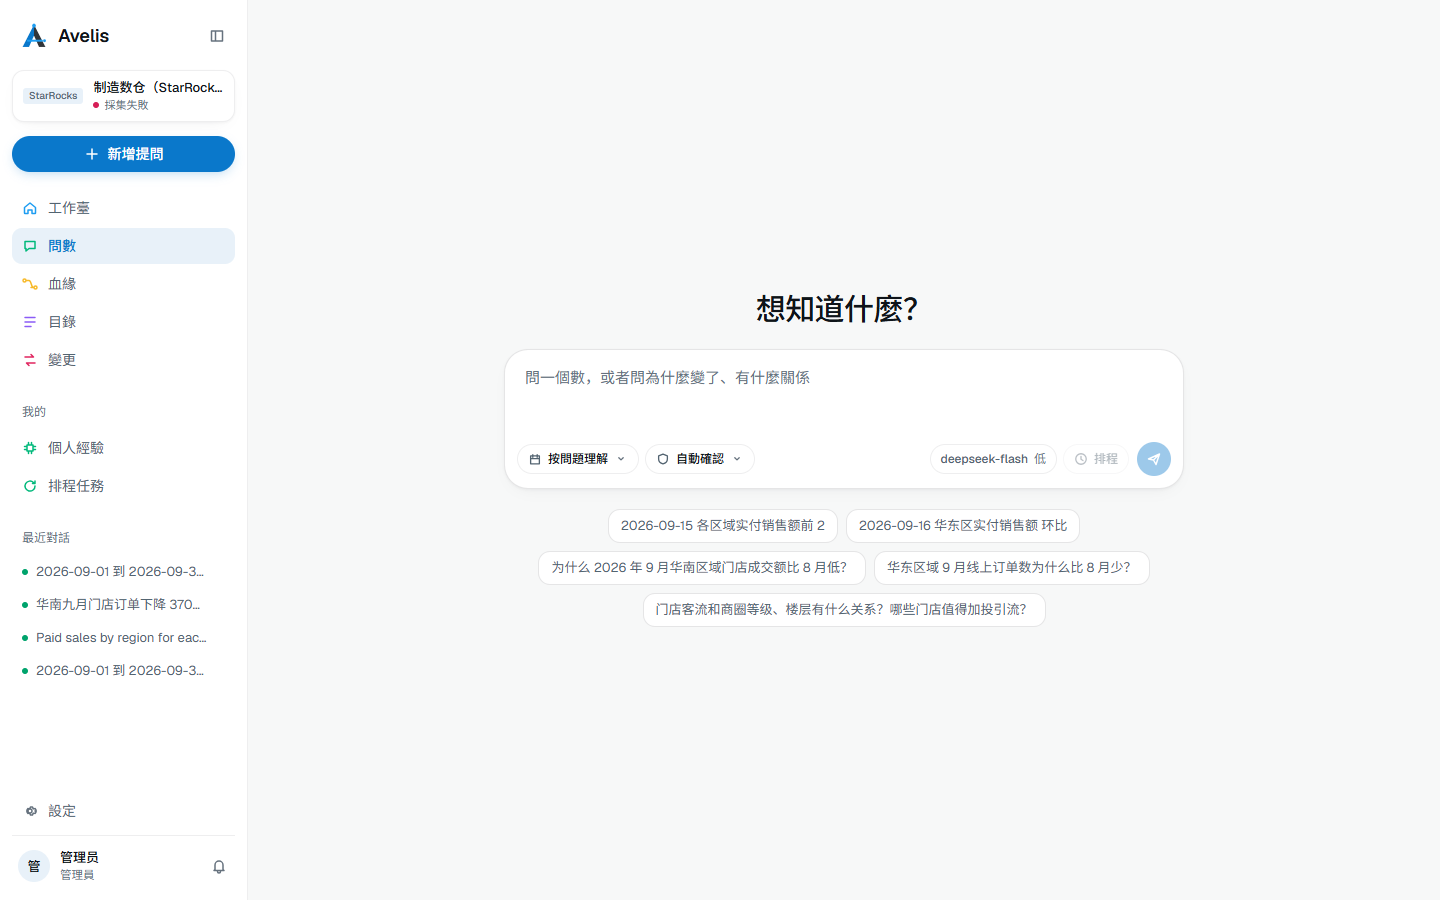 Avelis
StarRocks
制造数仓（StarRock...
採集失敗
新增提問
工作臺
問數
血緣
目錄
變更
我的
個人經驗
排程任務
最近對話
2026-09-01 到 2026-09-3...
华南九月门店订单下降 370...
Paid sales by region for eac...
2026-09-01 到 2026-09-3...
設定
管
管理员
管理員
想知道什麼？
問一個數，或者問為什麼變了、有什麼關係
按問題理解
自動確認
deepseek-flash 低
排程
2026-09-15 各区域实付销售额前 2
2026-09-16 华东区实付销售额 环比
为什么 2026 年 9 月华南区域门店成交额比 8 月低？
华东区域 9 月线上订单数为什么比 8 月少？
门店客流和商圈等级、楼层有什么关系？哪些门店值得加投引流？